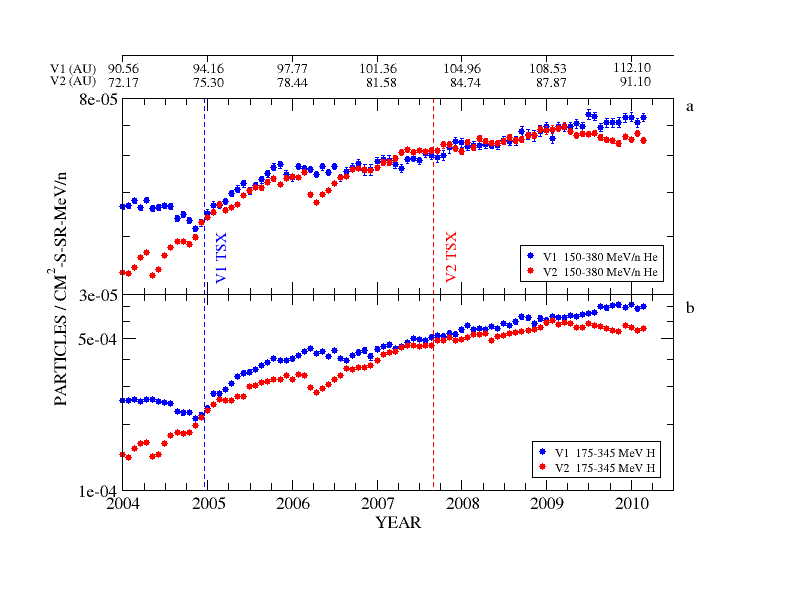 V1 (AU) 90.56 94.16 97.77 101.36 104.96 108.53 112.10
V2 (AU) 72.17 75.30 78.44 81.58 84.74 87.87 91.10
8e-05
a
PARTICLES / CM²-S-SR-MeV/n
V1 TSX
V2 TSX
V1 150-380 MeV/n He
V2 150-380 MeV/n He
3e-05
b
5e-04
V1 175-345 MeV H
V2 175-345 MeV H
1e-04
2004 2005 2006 2007 2008 2009 2010
YEAR